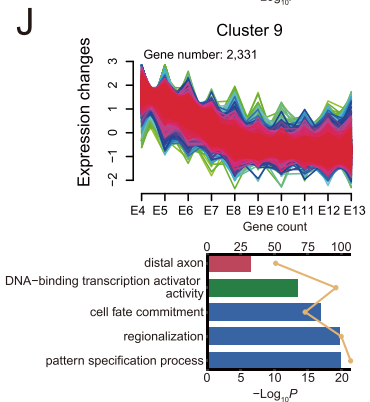 Log10.
J
Cluster 9
Gene number: 2,331
Expression changes
3
2
1
0
−1
−2
E4 E5 E6 E7 E8 E9 E10 E11 E12 E13
Gene count
0 25 50 75 100
distal axon
DNA−binding transcription activator
activity
cell fate commitment
regionalization
pattern specification process
0 5 10 15 20
−Log10P